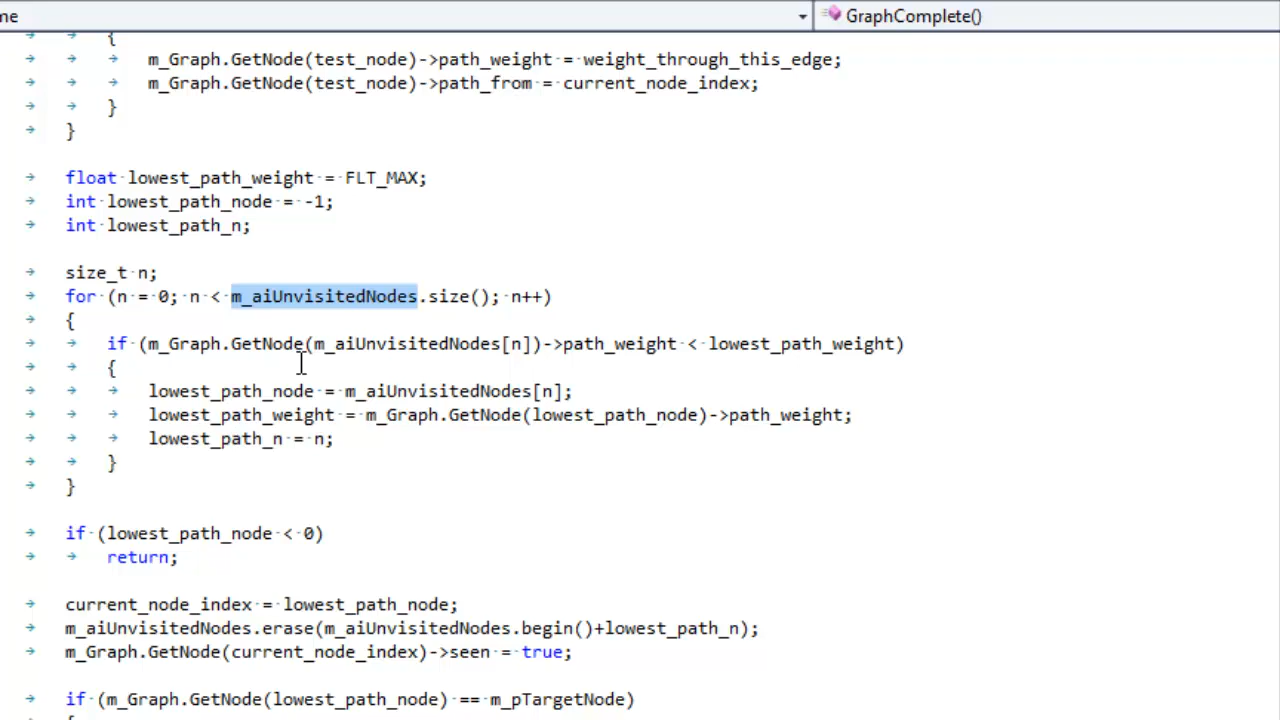 me GraphComplete()
{
m_Graph.GetNode(test_node)->path_weight = weight_through_this_edge;
m_Graph.GetNode(test_node)->path_from = current_node_index;
}
}
float lowest_path_weight = FLT_MAX;
int lowest_path_node = -1;
int lowest_path_n;
size_t n;
for (n = 0; n < m_aiUnvisitedNodes.size(); n++)
{
if (m_Graph.GetNode(m_aiUnvisitedNodes[n])->path_weight < lowest_path_weight)
{
lowest_path_node = m_aiUnvisitedNodes[n];
lowest_path_weight = m_Graph.GetNode(lowest_path_node)->path_weight;
lowest_path_n = n;
}
}
if (lowest_path_node < 0)
return;
current_node_index = lowest_path_node;
m_aiUnvisitedNodes.erase(m_aiUnvisitedNodes.begin()+lowest_path_n);
m_Graph.GetNode(current_node_index)->seen = true;
if (m_Graph.GetNode(lowest_path_node) == m_pTargetNode)
{